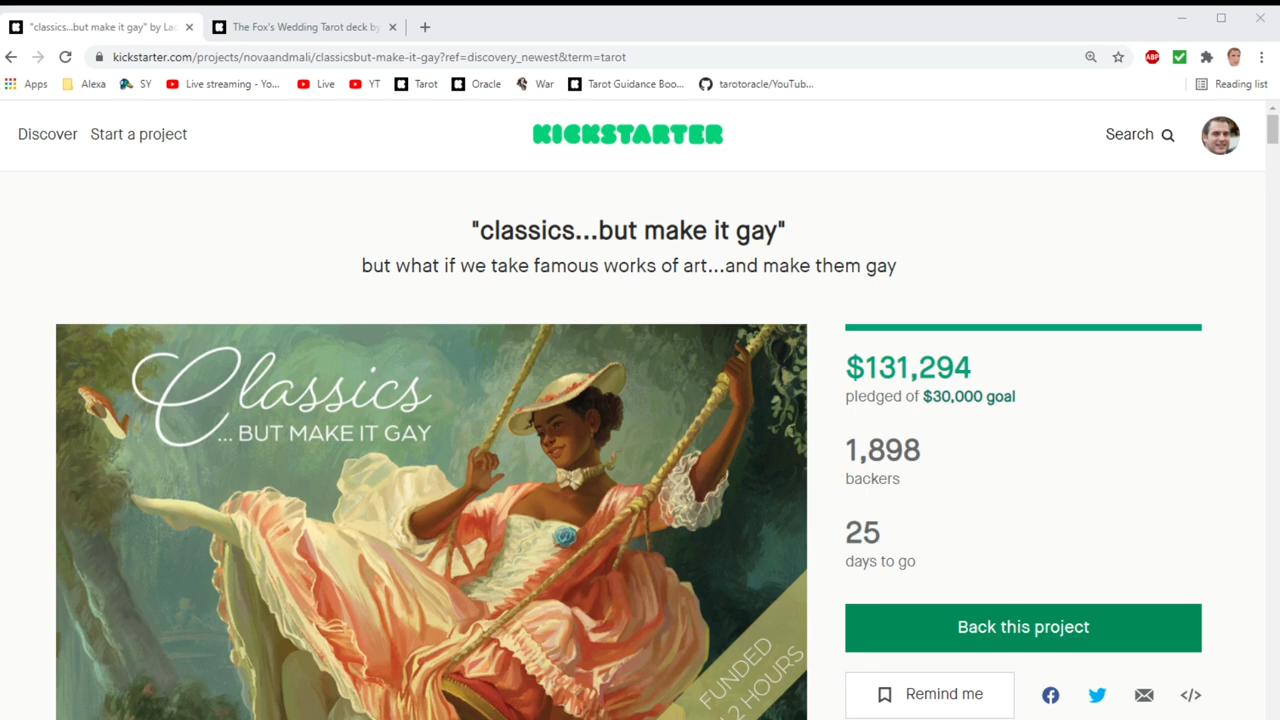 "classics...but make it gay" by Lac
The Fox's Wedding Tarot deck by
kickstarter.com/projects/novaandmali/classicsbut-make-it-gay?ref=discovery_newest&term=tarot
ABP
Apps Alexa SY Live streaming - Yo... Live YT Tarot Oracle War Tarot Guidance Boo... tarotoracle/YouTub... Reading list
Discover Start a project KICKSTARTER Search
"classics...but make it gay"
but what if we take famous works of art...and make them gay
Classics
... BUT MAKE IT GAY
FUNDED
2 HOURS
$131,294
pledged of $30,000 goal
1,898
backers
25
days to go
Back this project
Remind me